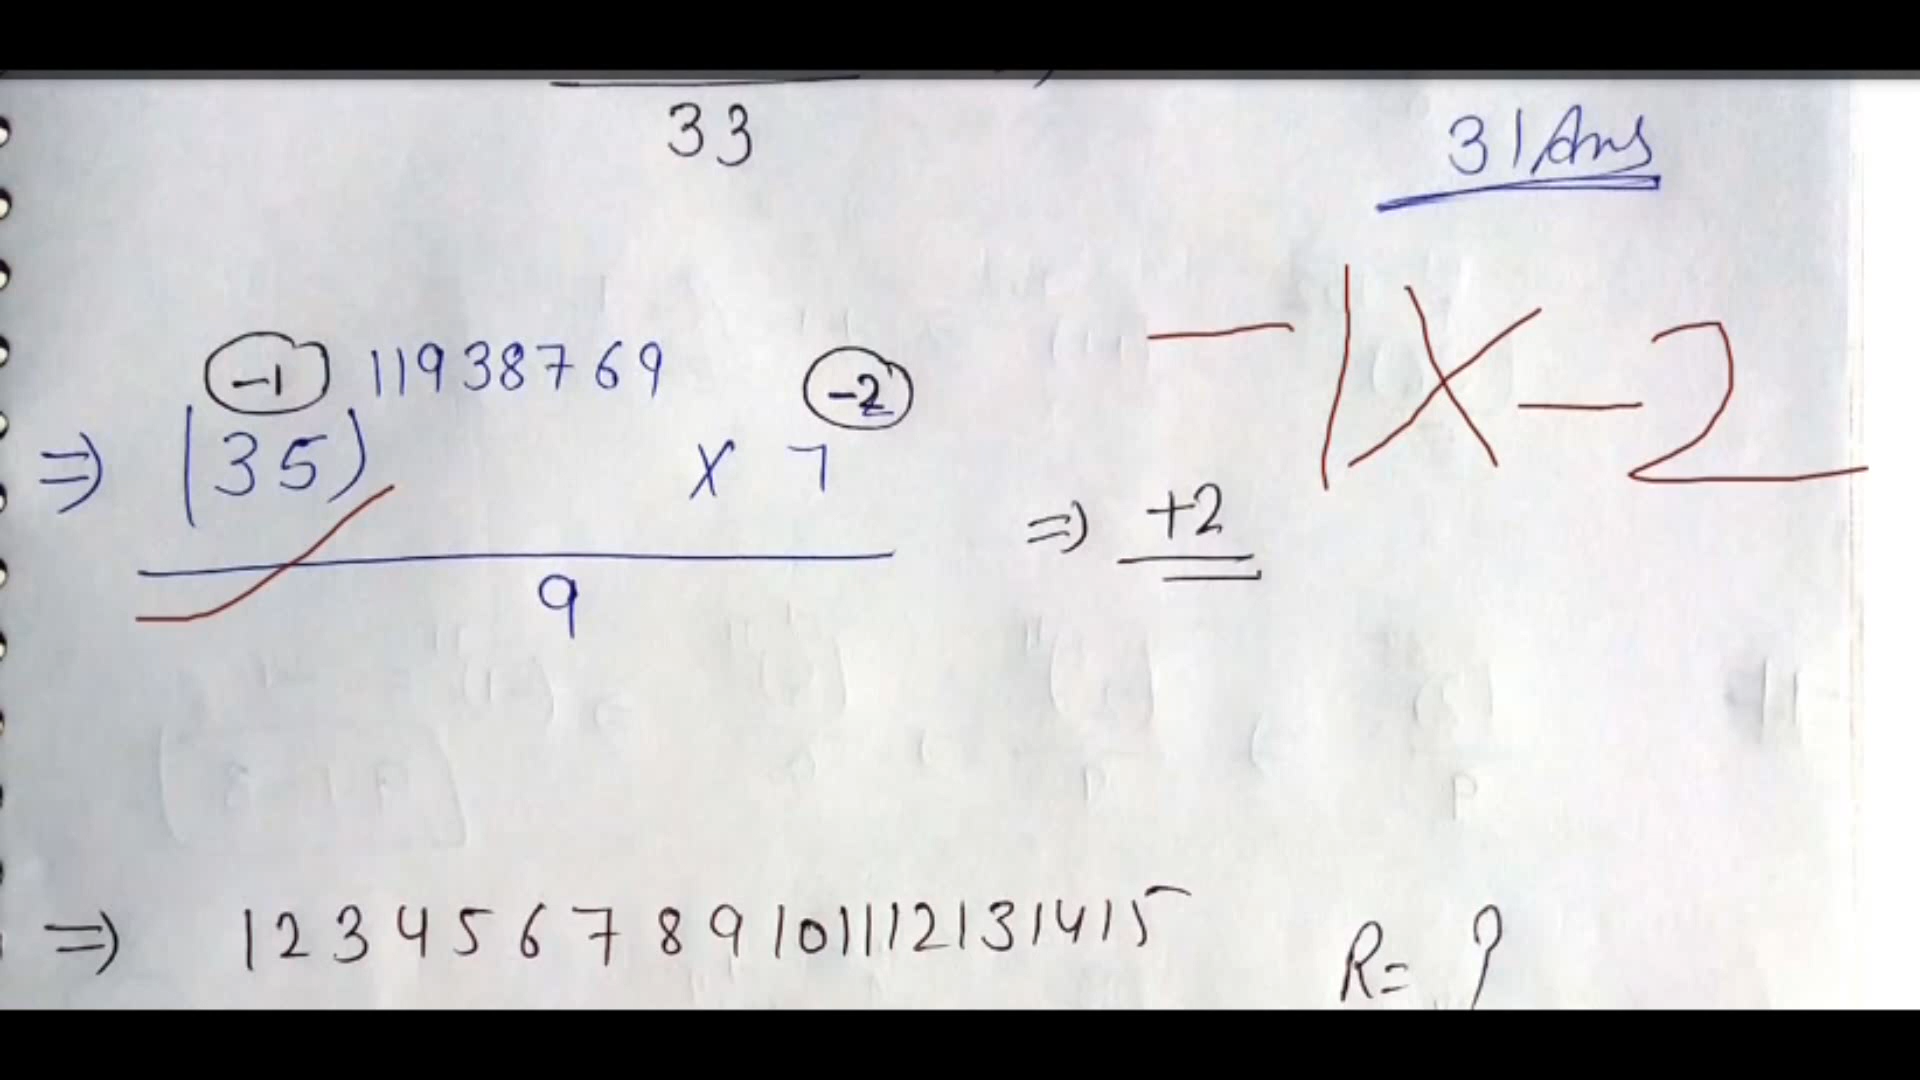 33
31 Ans
-1 11938769 -2
-1 X -2
⇒ (35) X 7
⇒ +2
9
⇒ 123456789101112131415 R= ?